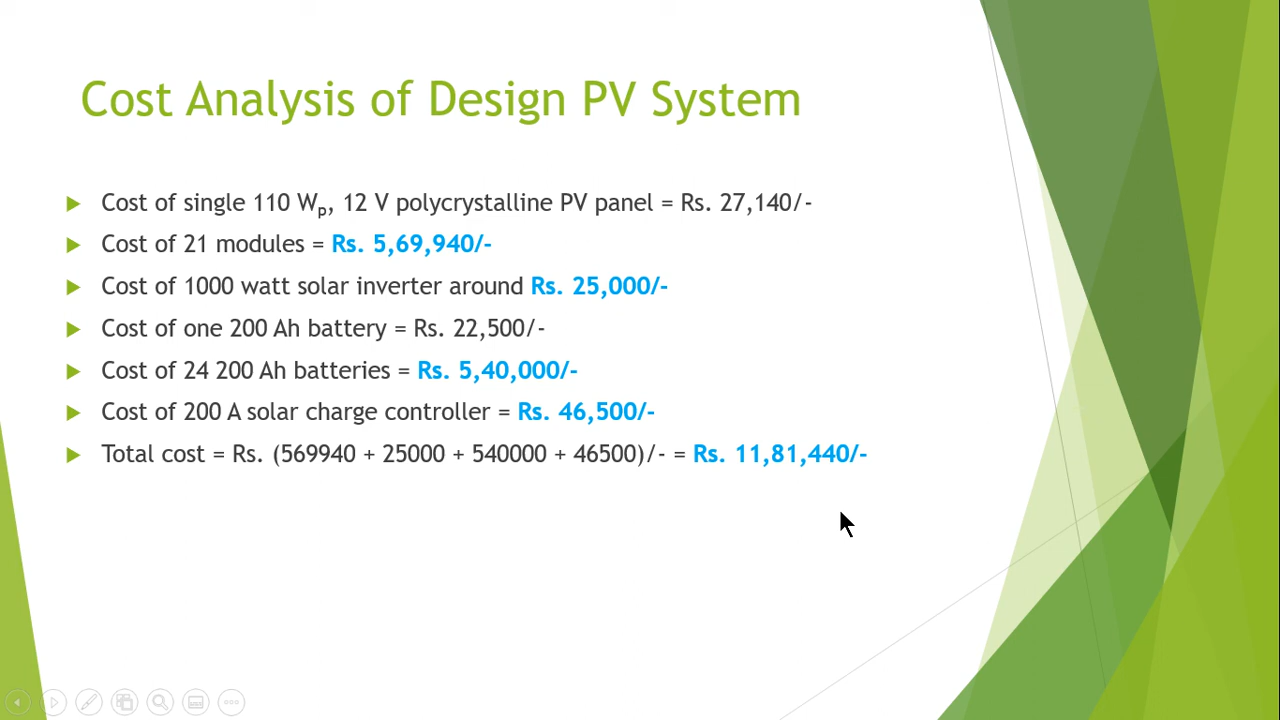 Cost Analysis of Design PV System
Cost of single 110 Wp, 12 V polycrystalline PV panel = Rs. 27,140/-
Cost of 21 modules = Rs. 5,69,940/-
Cost of 1000 watt solar inverter around Rs. 25,000/-
Cost of one 200 Ah battery = Rs. 22,500/-
Cost of 24 200 Ah batteries = Rs. 5,40,000/-
Cost of 200 A solar charge controller = Rs. 46,500/-
Total cost = Rs. (569940 + 25000 + 540000 + 46500)/- = Rs. 11,81,440/-